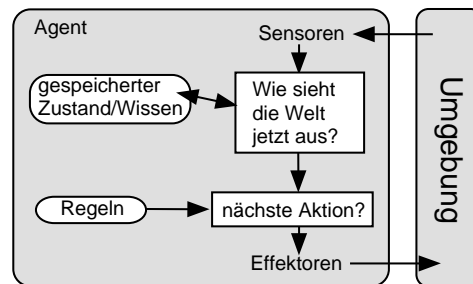 Agent
Sensoren
gespeicherter
Zustand/Wissen
Wie sieht
die Welt
jetzt aus?
Regeln
nächste Aktion?
Effektoren
Umgebung